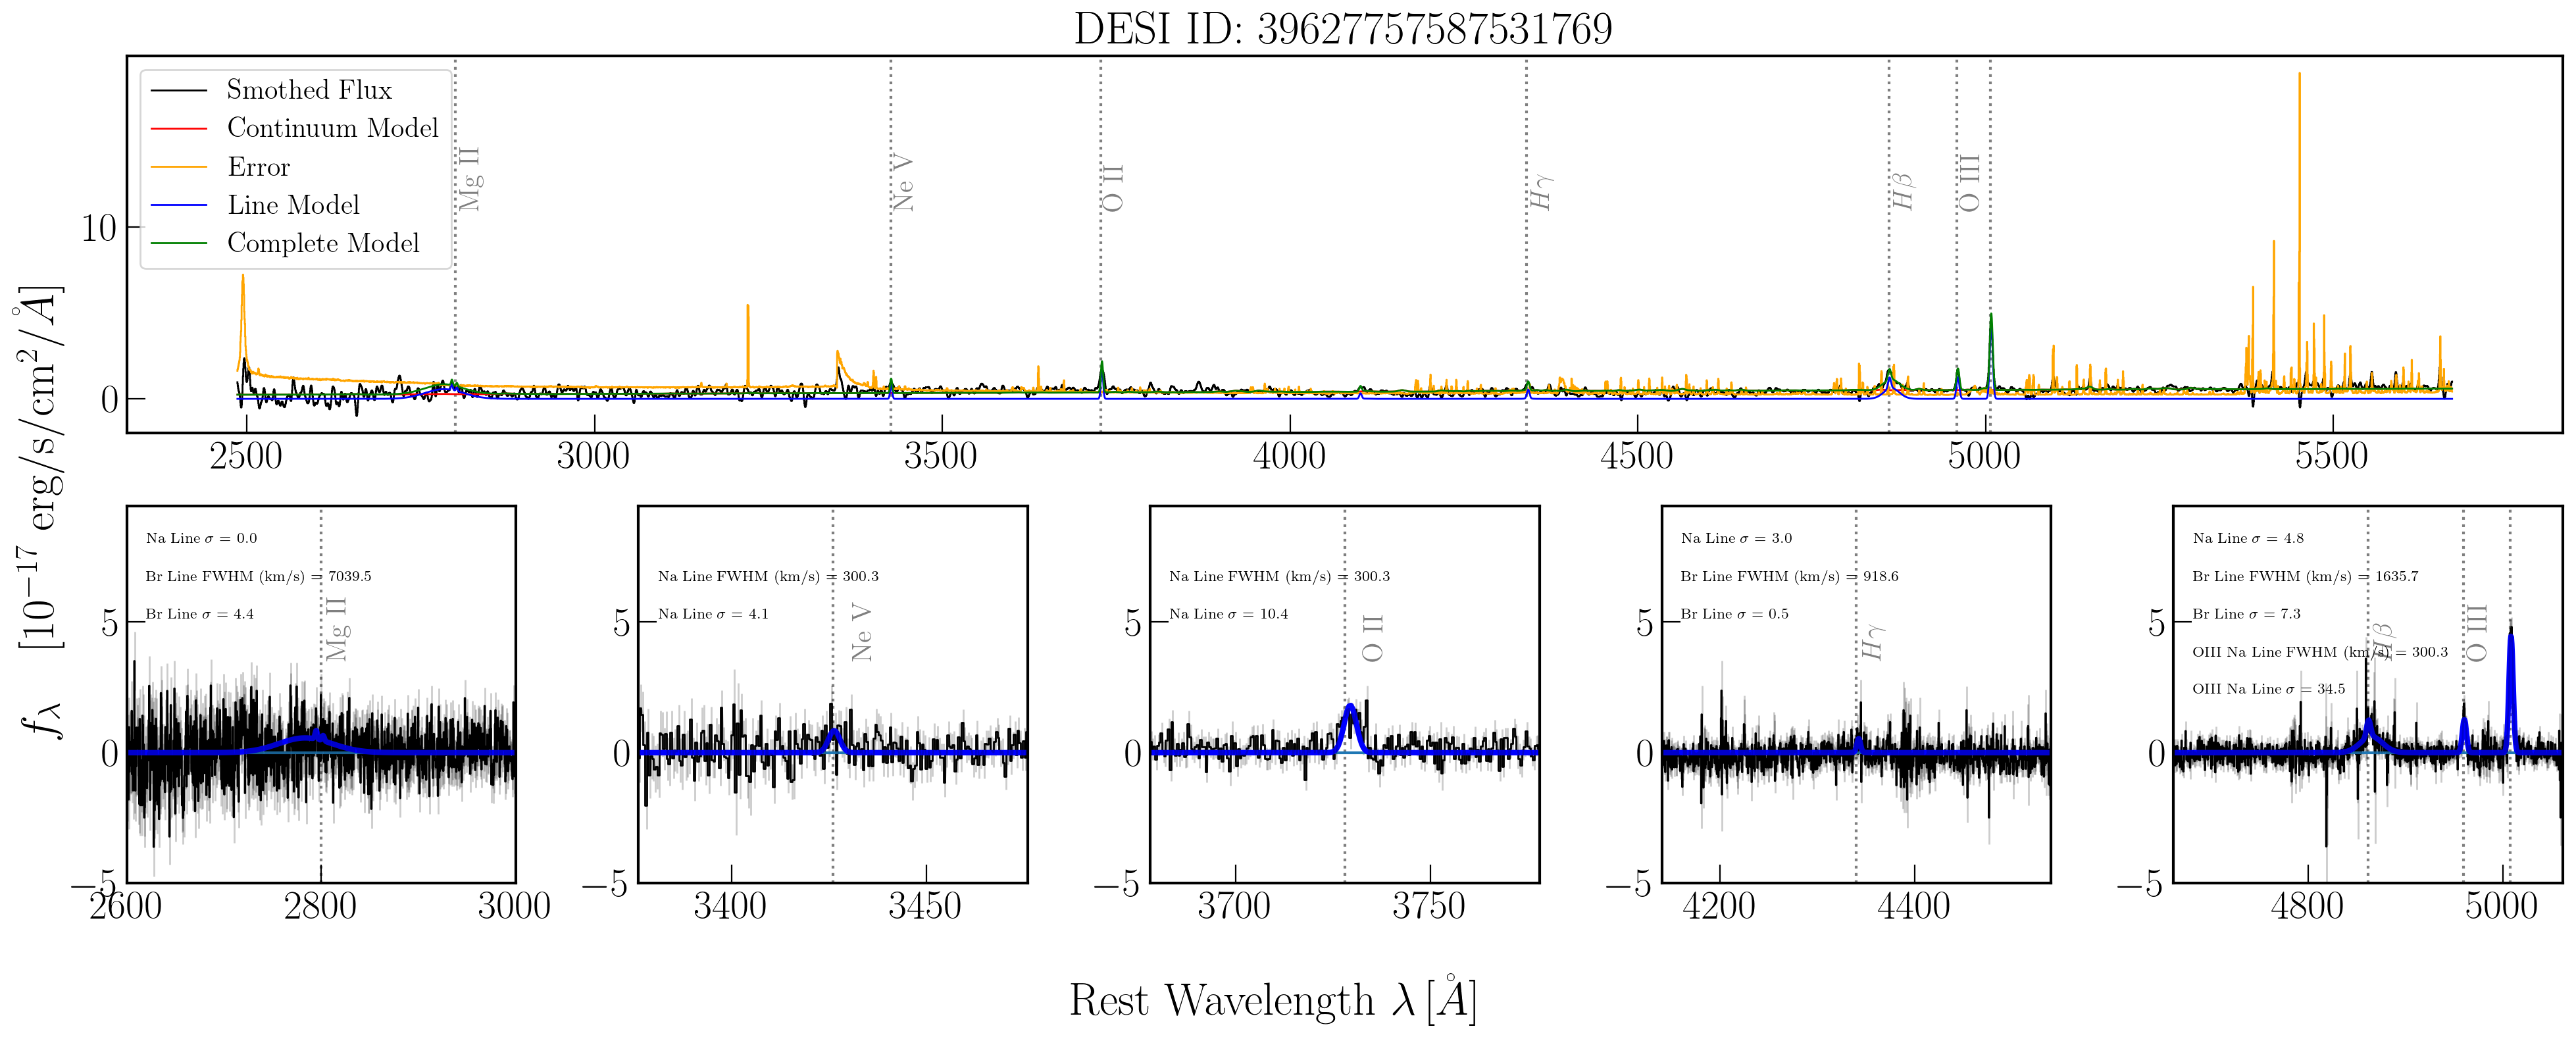 DESI ID: 39627757587531769
Smothed Flux
Continuum Model
Error
Line Model
Complete Model
Mg II
Ne V
O II
Hγ
Hβ
O III
10
0
2500 3000 3500 4000 4500 5000 5500
fλ [10−17 erg/s/cm2/Å]
Na Line σ = 0.0
Br Line FWHM (km/s) = 7039.5
Br Line σ = 4.4
Mg II
5
0
−5
2600 2800 3000
Na Line FWHM (km/s) = 300.3
Na Line σ = 4.1
Ne V
5
0
−5
3400 3450
Na Line FWHM (km/s) = 300.3
Na Line σ = 10.4
O II
5
0
−5
3700 3750
Na Line σ = 3.0
Br Line FWHM (km/s) = 918.6
Br Line σ = 0.5
Hγ
5
0
−5
4200 4400
Na Line σ = 4.8
Br Line FWHM (km/s) = 1635.7
Br Line σ = 7.3
OIII Na Line FWHM (km/s) = 300.3
OIII Na Line σ = 34.5
Hβ
O III
5
0
−5
4800 5000
Rest Wavelength λ [Å]